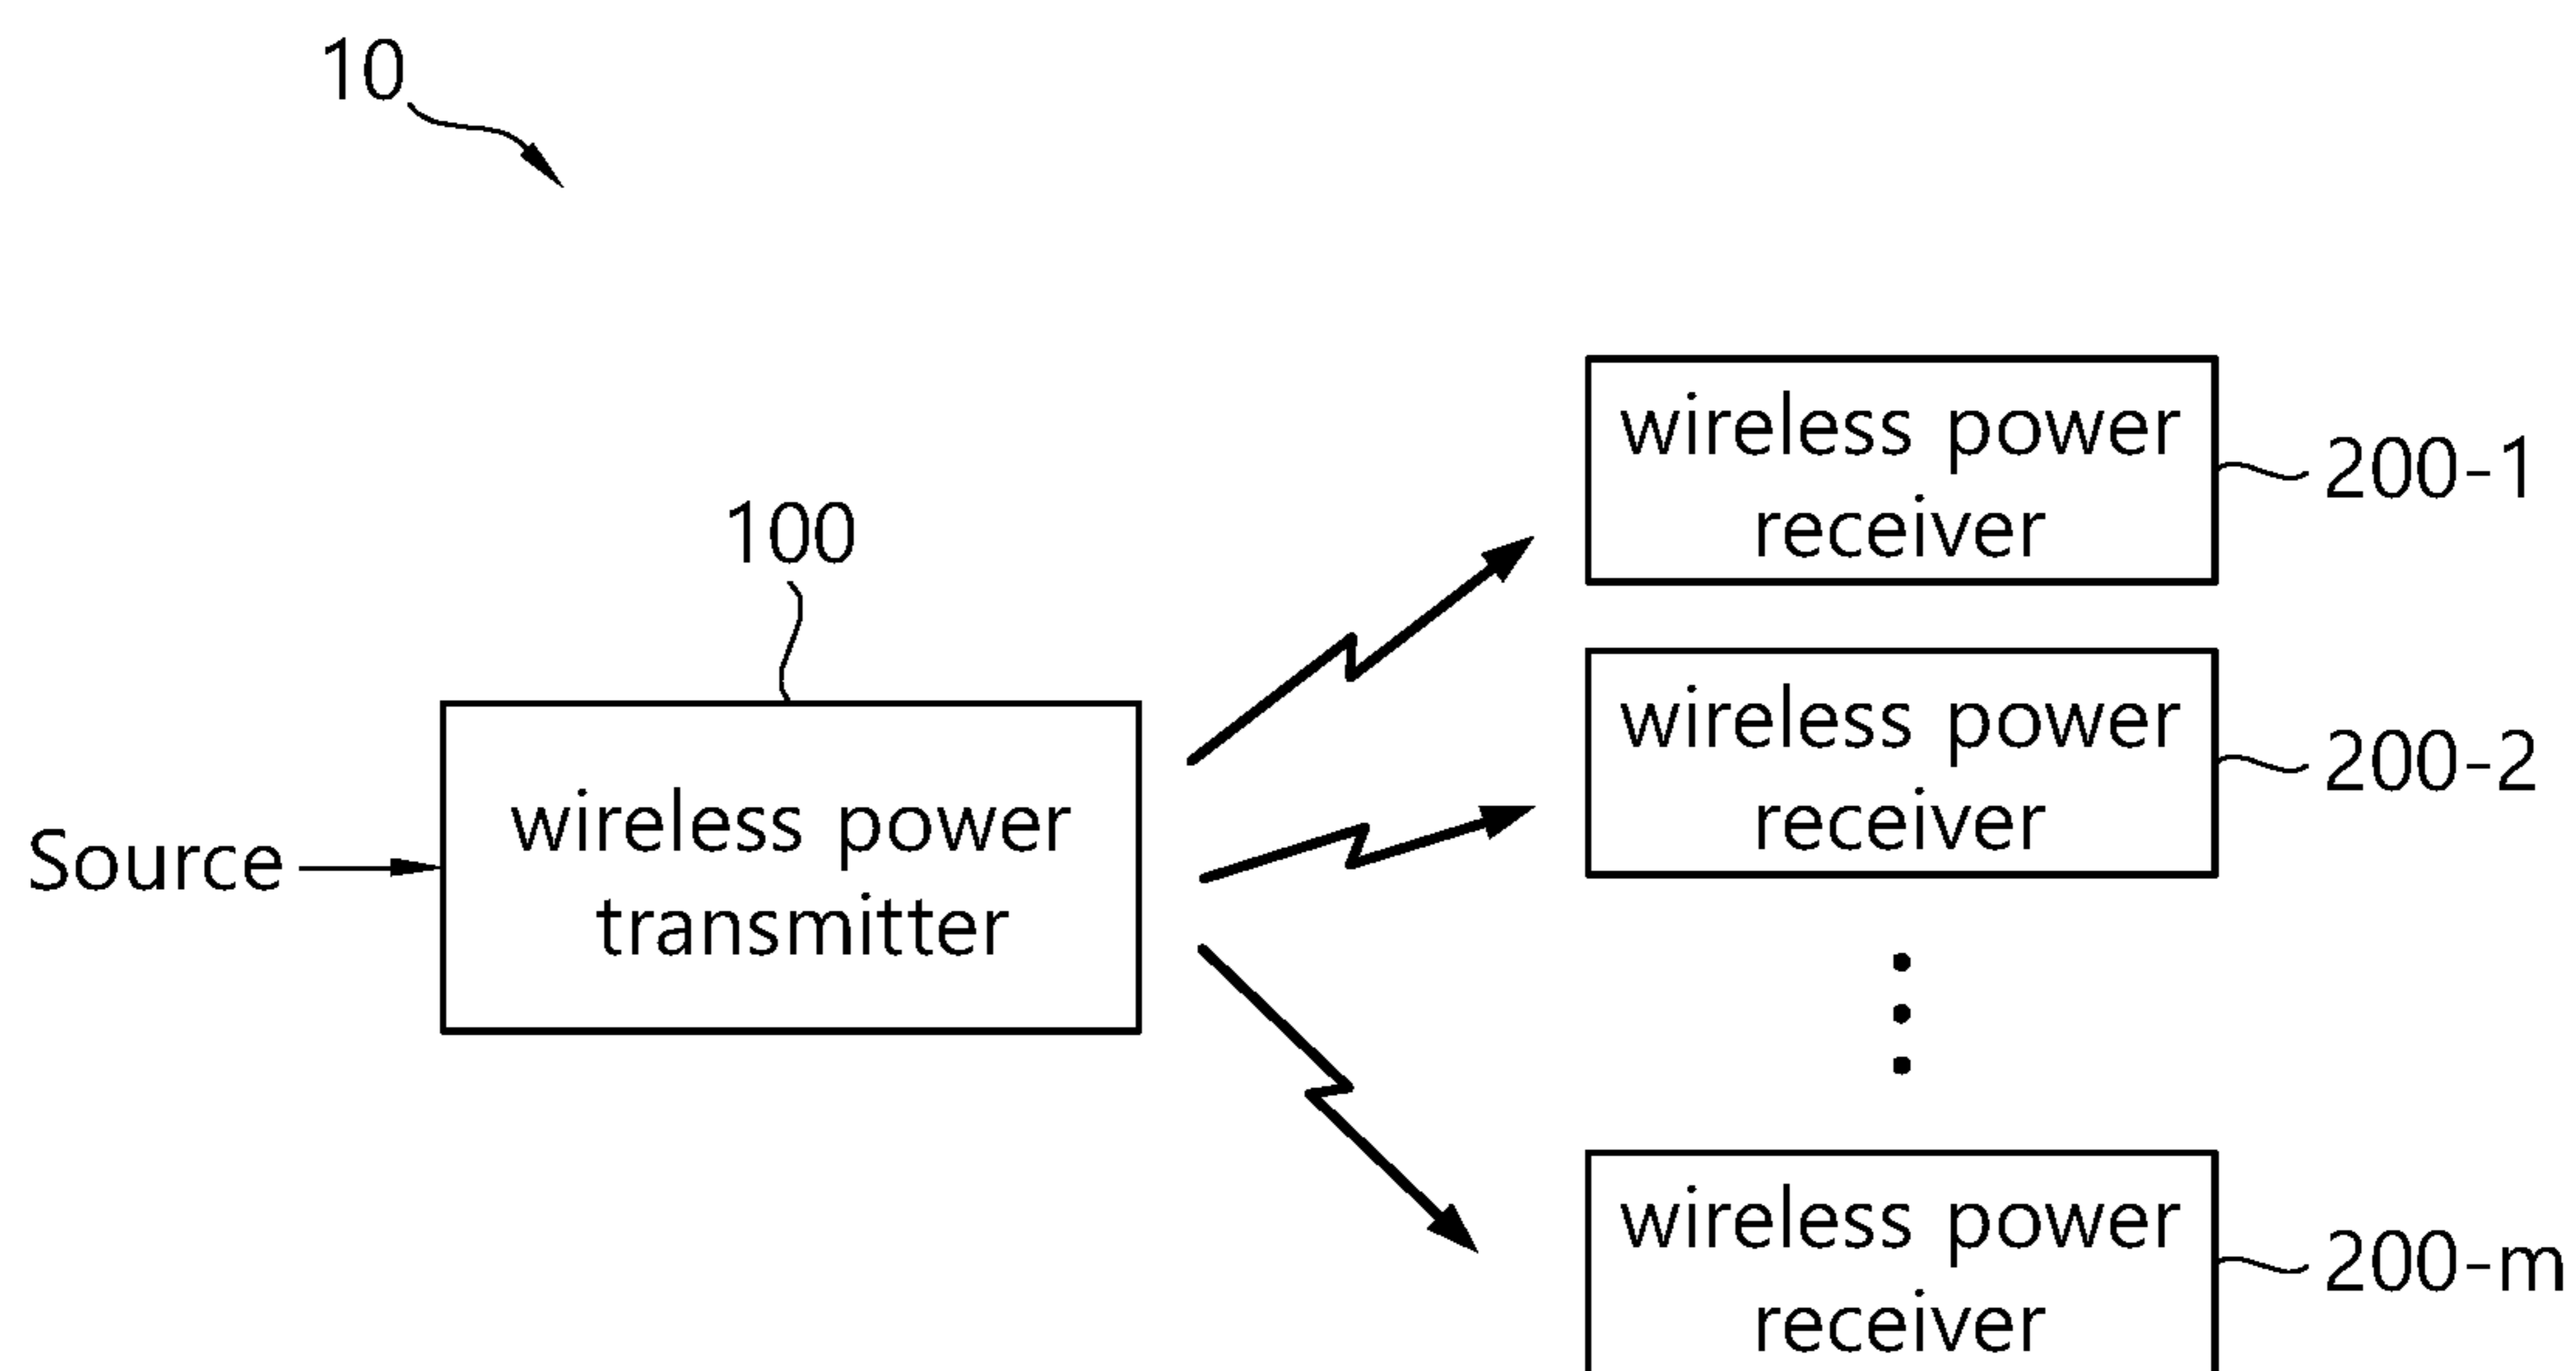 10
100
Source
wireless power
transmitter
wireless power
receiver
200-1
wireless power
receiver
200-2
wireless power
receiver
200-m